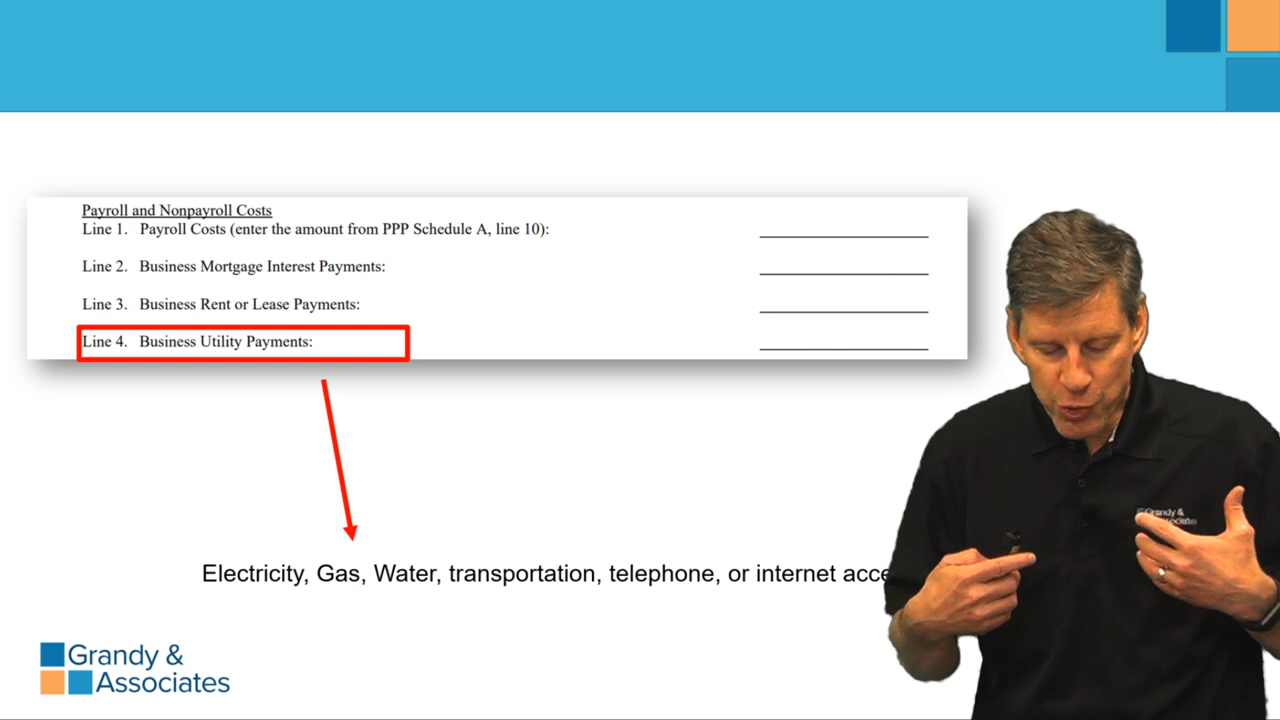 Payroll and Nonpayroll Costs
Line 1. Payroll Costs (enter the amount from PPP Schedule A, line 10):
Line 2. Business Mortgage Interest Payments:
Line 3. Business Rent or Lease Payments:
Line 4. Business Utility Payments:
Electricity, Gas, Water, transportation, telephone, or internet
Grandy &
Associates
Grandy &